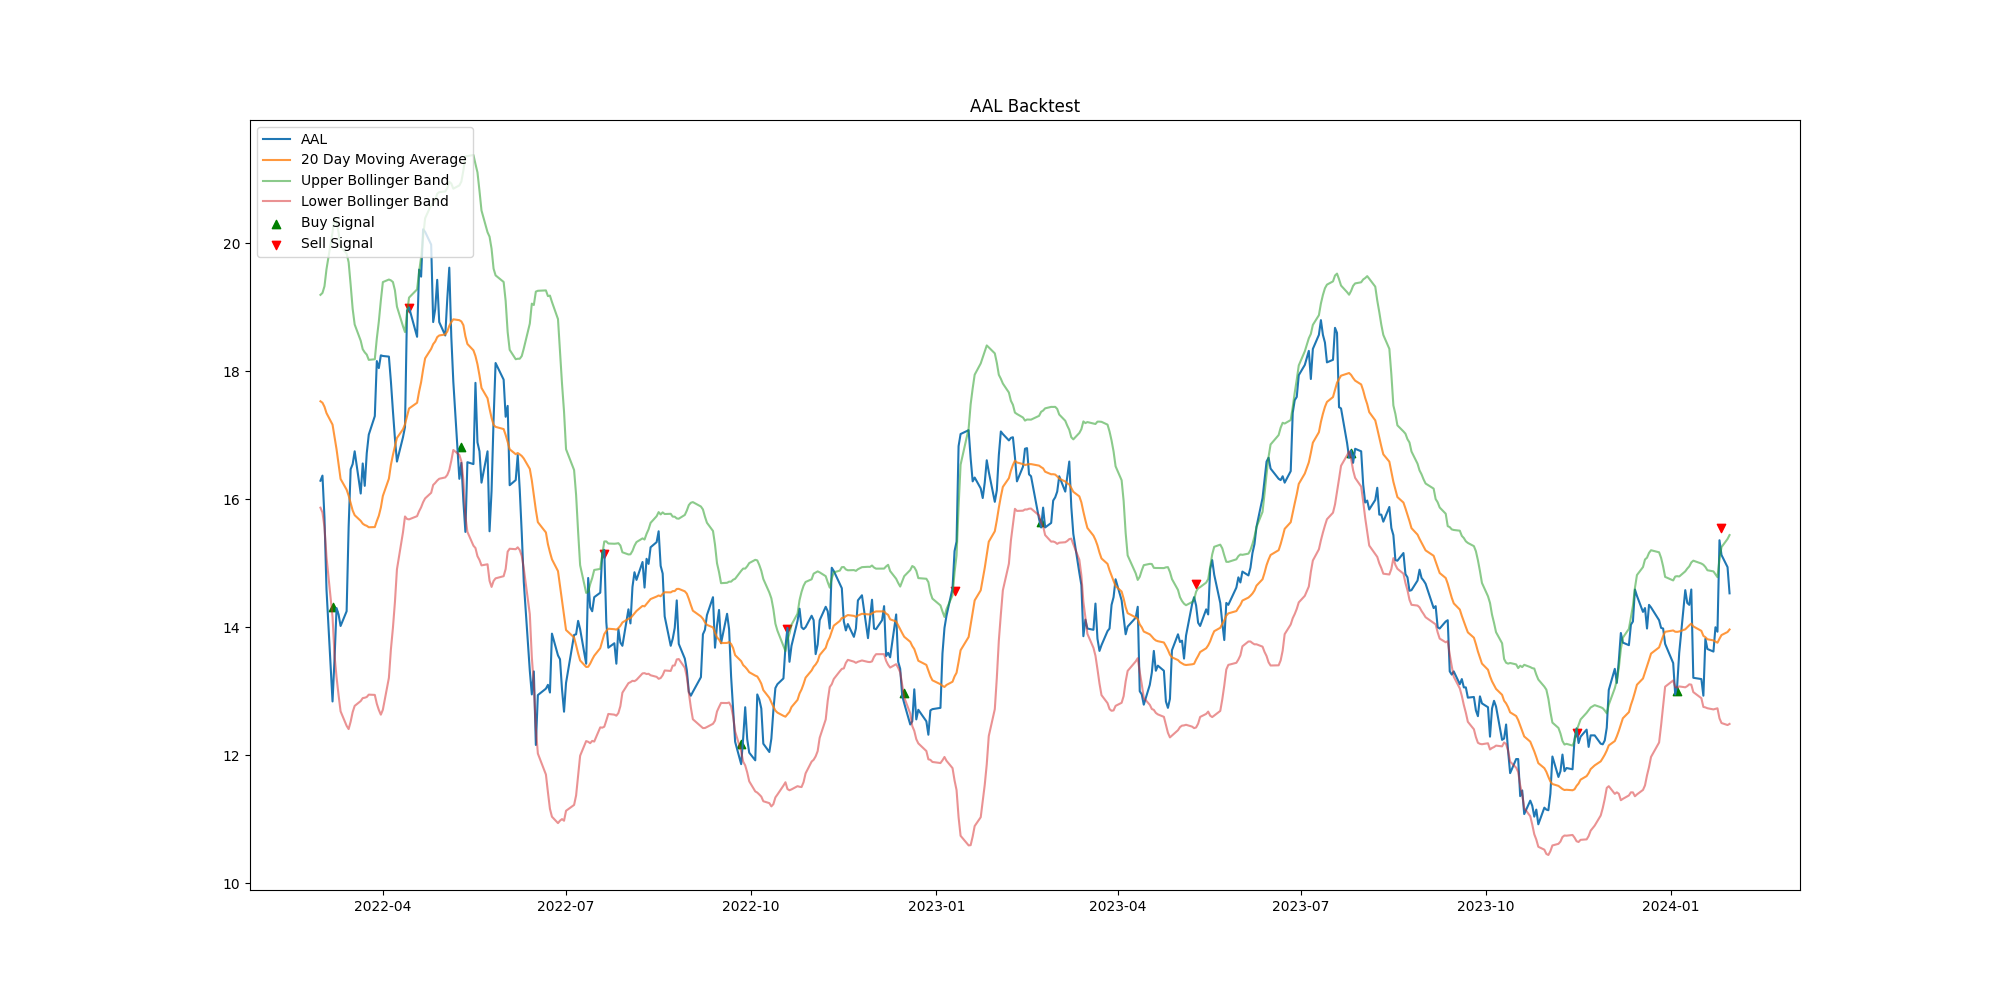 AAL Backtest
AAL
20 Day Moving Average
Upper Bollinger Band
Lower Bollinger Band
Buy Signal
Sell Signal
20
18
16
14
12
10
2022-04
2022-07
2022-10
2023-01
2023-04
2023-07
2023-10
2024-01